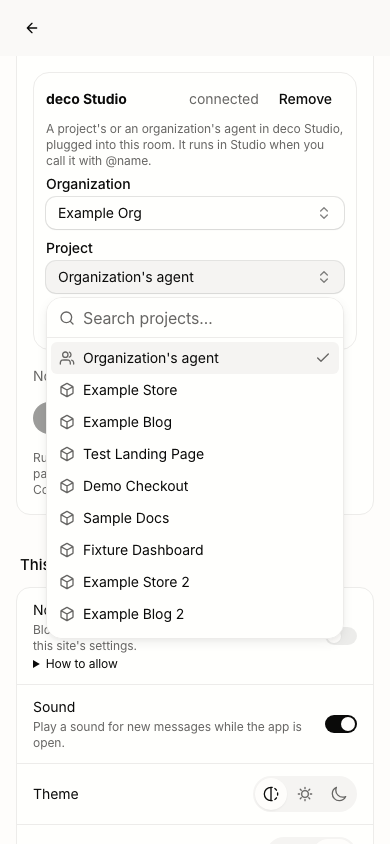 deco Studio
connected
Remove
A project's or an organization's agent in deco Studio,
plugged into this room. It runs in Studio when you
call it with @name.
Organization
Example Org
Project
Organization's agent
Search projects...
Organization's agent
Example Store
Example Blog
Test Landing Page
Demo Checkout
Sample Docs
Fixture Dashboard
Example Store 2
Example Blog 2
this site's settings.
How to allow
Sound
Play a sound for new messages while the app is
open.
Theme